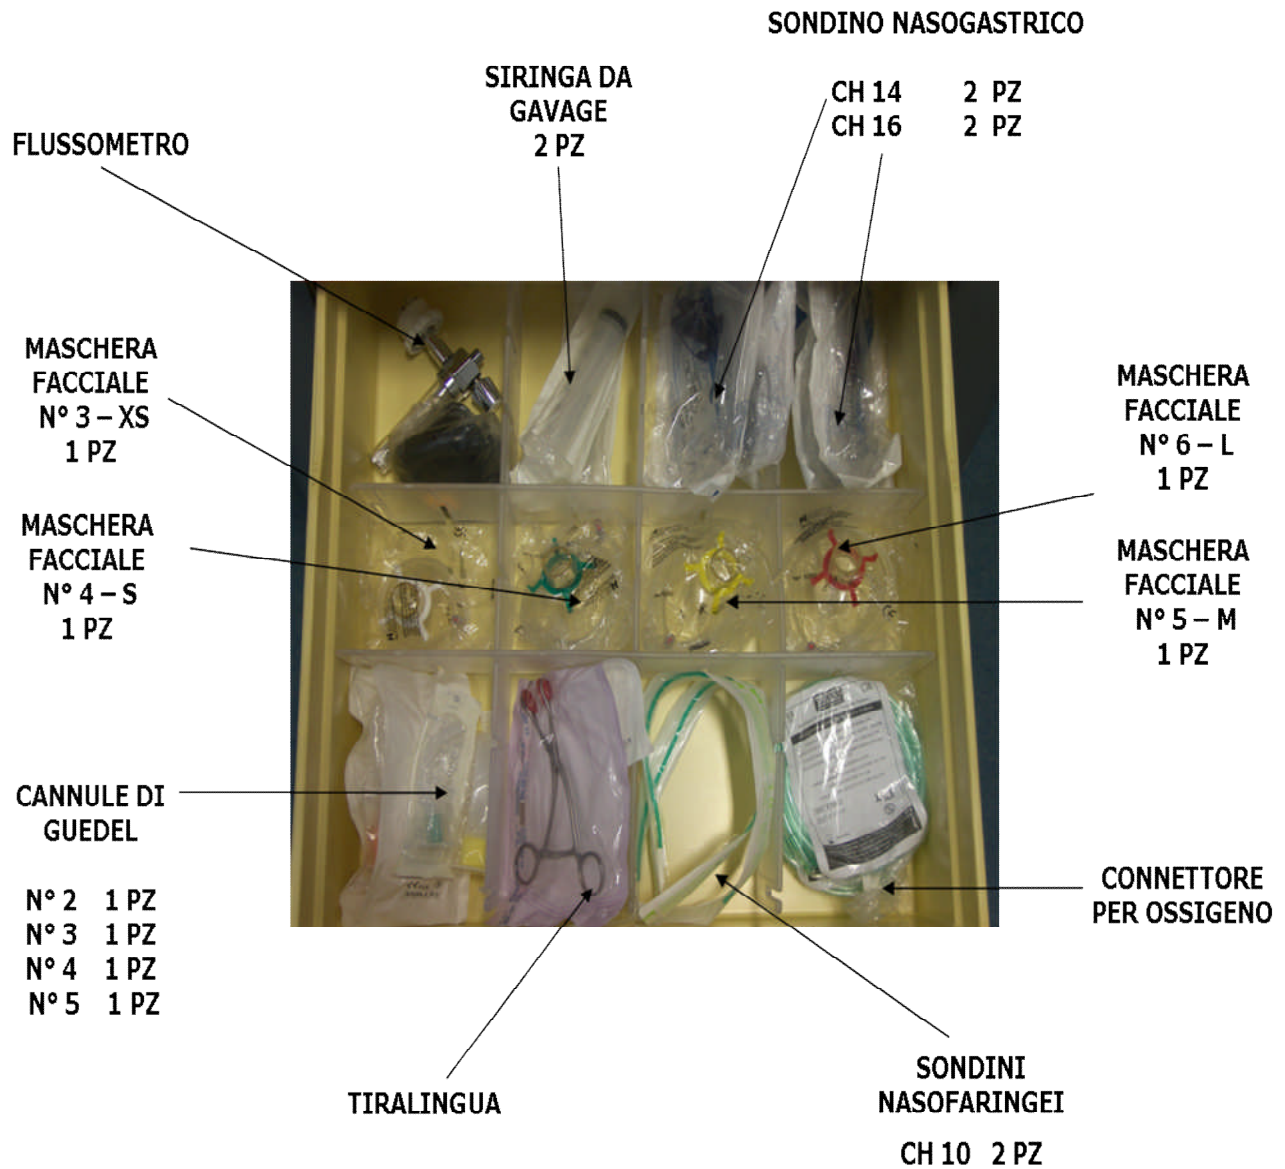 SONDINO NASOGASTRICO
CH 14 2 PZ
CH 16 2 PZ
SIRINGA DA
GAVAGE
2 PZ
FLUSSOMETRO
MASCHERA
FACCIALE
N° 3 – XS
1 PZ
MASCHERA
FACCIALE
N° 4 – S
1 PZ
MASCHERA
FACCIALE
N° 6 – L
1 PZ
MASCHERA
FACCIALE
N° 5 – M
1 PZ
CANNULE DI
GUEDEL
N° 2 1 PZ
N° 3 1 PZ
N° 4 1 PZ
N° 5 1 PZ
CONNETTORE
PER OSSIGENO
TIRALINGUA
SONDINI
NASOFARINGEI
CH 10 2 PZ